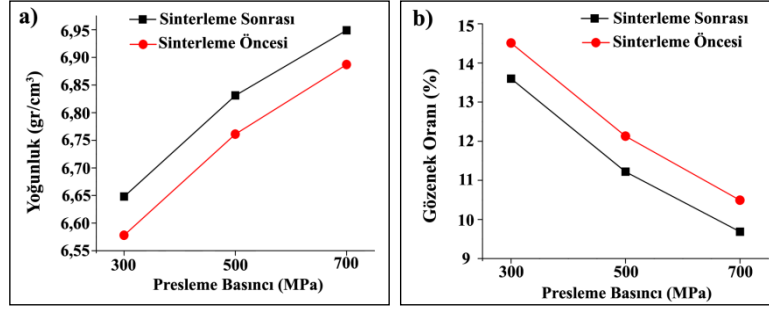 a)
Sinterleme Sonrası
Sinterleme Öncesi
Yoğunluk (gr/cm³)
6,95
6,95
6,85
6,80
6,75
6,65
6,60
6,60
6,55
300
500
700
Presleme Basıncı (MPa)
b)
Sinterleme Sonrası
Sinterleme Öncesi
Gözenek Oranı (%)
15
14
13
12
11
10
9
300
500
700
Presleme Basıncı (MPa)